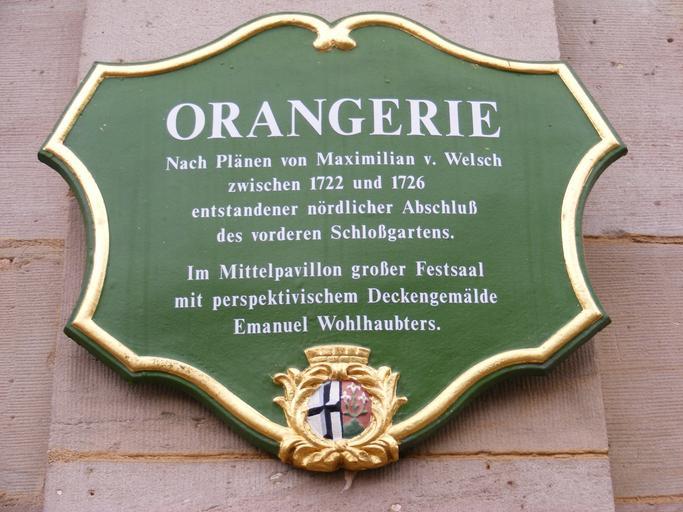 ORANGERIE
Nach Plänen von Maximilian v. Welsch
zwischen 1722 und 1726
entstandener nördlicher Abschluß
des vorderen Schloßgartens.
Im Mittelpavillon großer Festsaal
mit perspektivischem Deckengemälde
Emanuel Wohlhaubters.